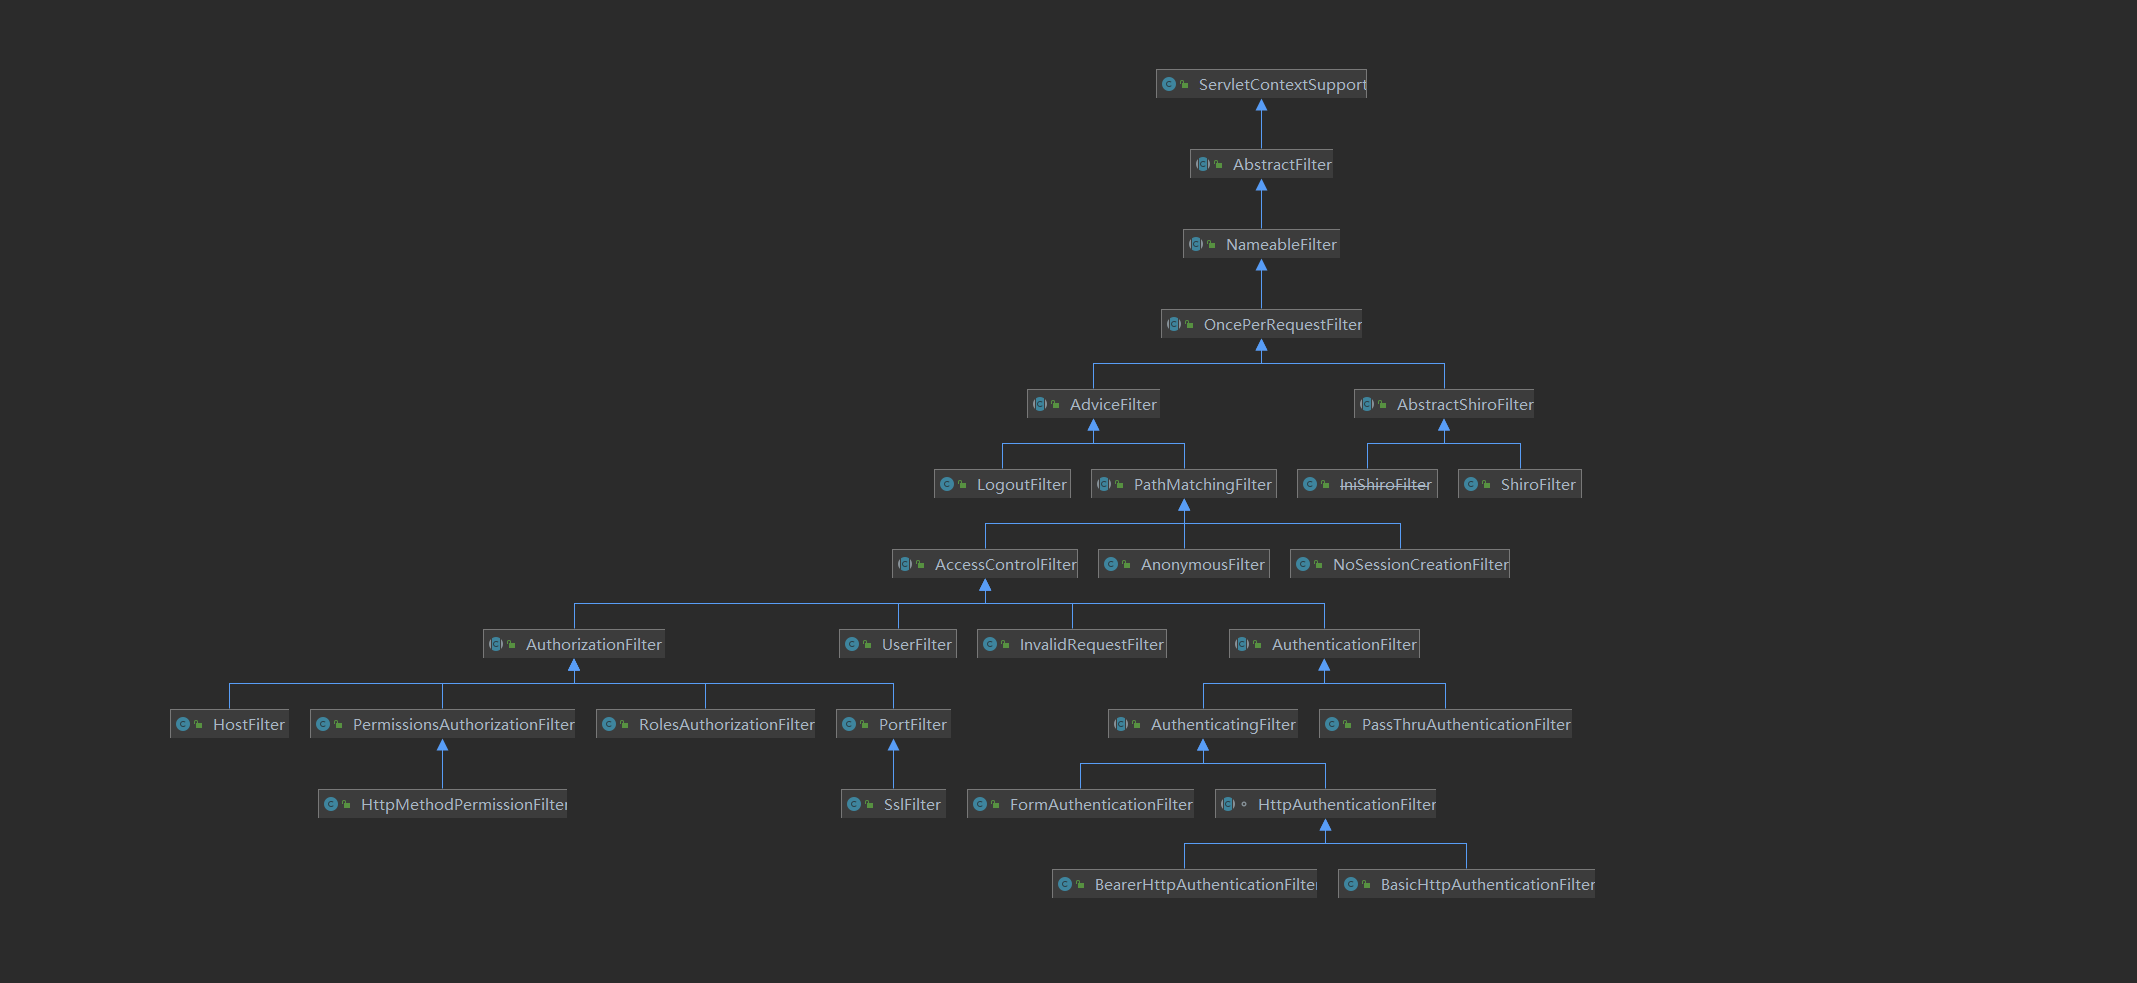 ServletContextSupport
AbstractFilter
NameableFilter
OncePerRequestFilter
AdviceFilter
AbstractShiroFilter
LogoutFilter
PathMatchingFilter
IniShiroFilter
ShiroFilter
AccessControlFilter
AnonymousFilter
NoSessionCreationFilter
AuthorizationFilter
UserFilter
InvalidRequestFilter
AuthenticationFilter
HostFilter
PermissionsAuthorizationFilter
RolesAuthorizationFilter
PortFilter
AuthenticatingFilter
PassThruAuthenticationFilter
HttpMethodPermissionFilter
SslFilter
FormAuthenticationFilter
HttpAuthenticationFilter
BearerHttpAuthenticationFilter
BasicHttpAuthenticationFilter